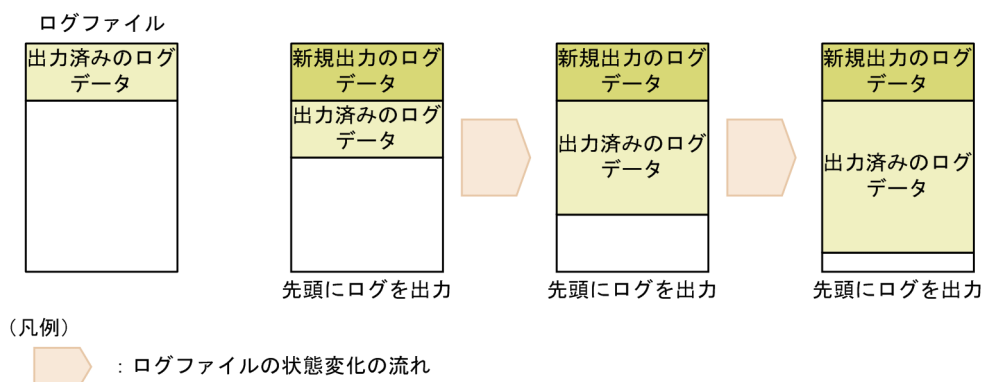 ログファイル
出力済みのログ
データ
新規出力のログ
データ
出力済みのログ
データ
先頭にログを出力
新規出力のログ
データ
出力済みのログ
データ
先頭にログを出力
新規出力のログ
データ
出力済みのログ
データ
先頭にログを出力
(凡例)
：ログファイルの状態変化の流れ